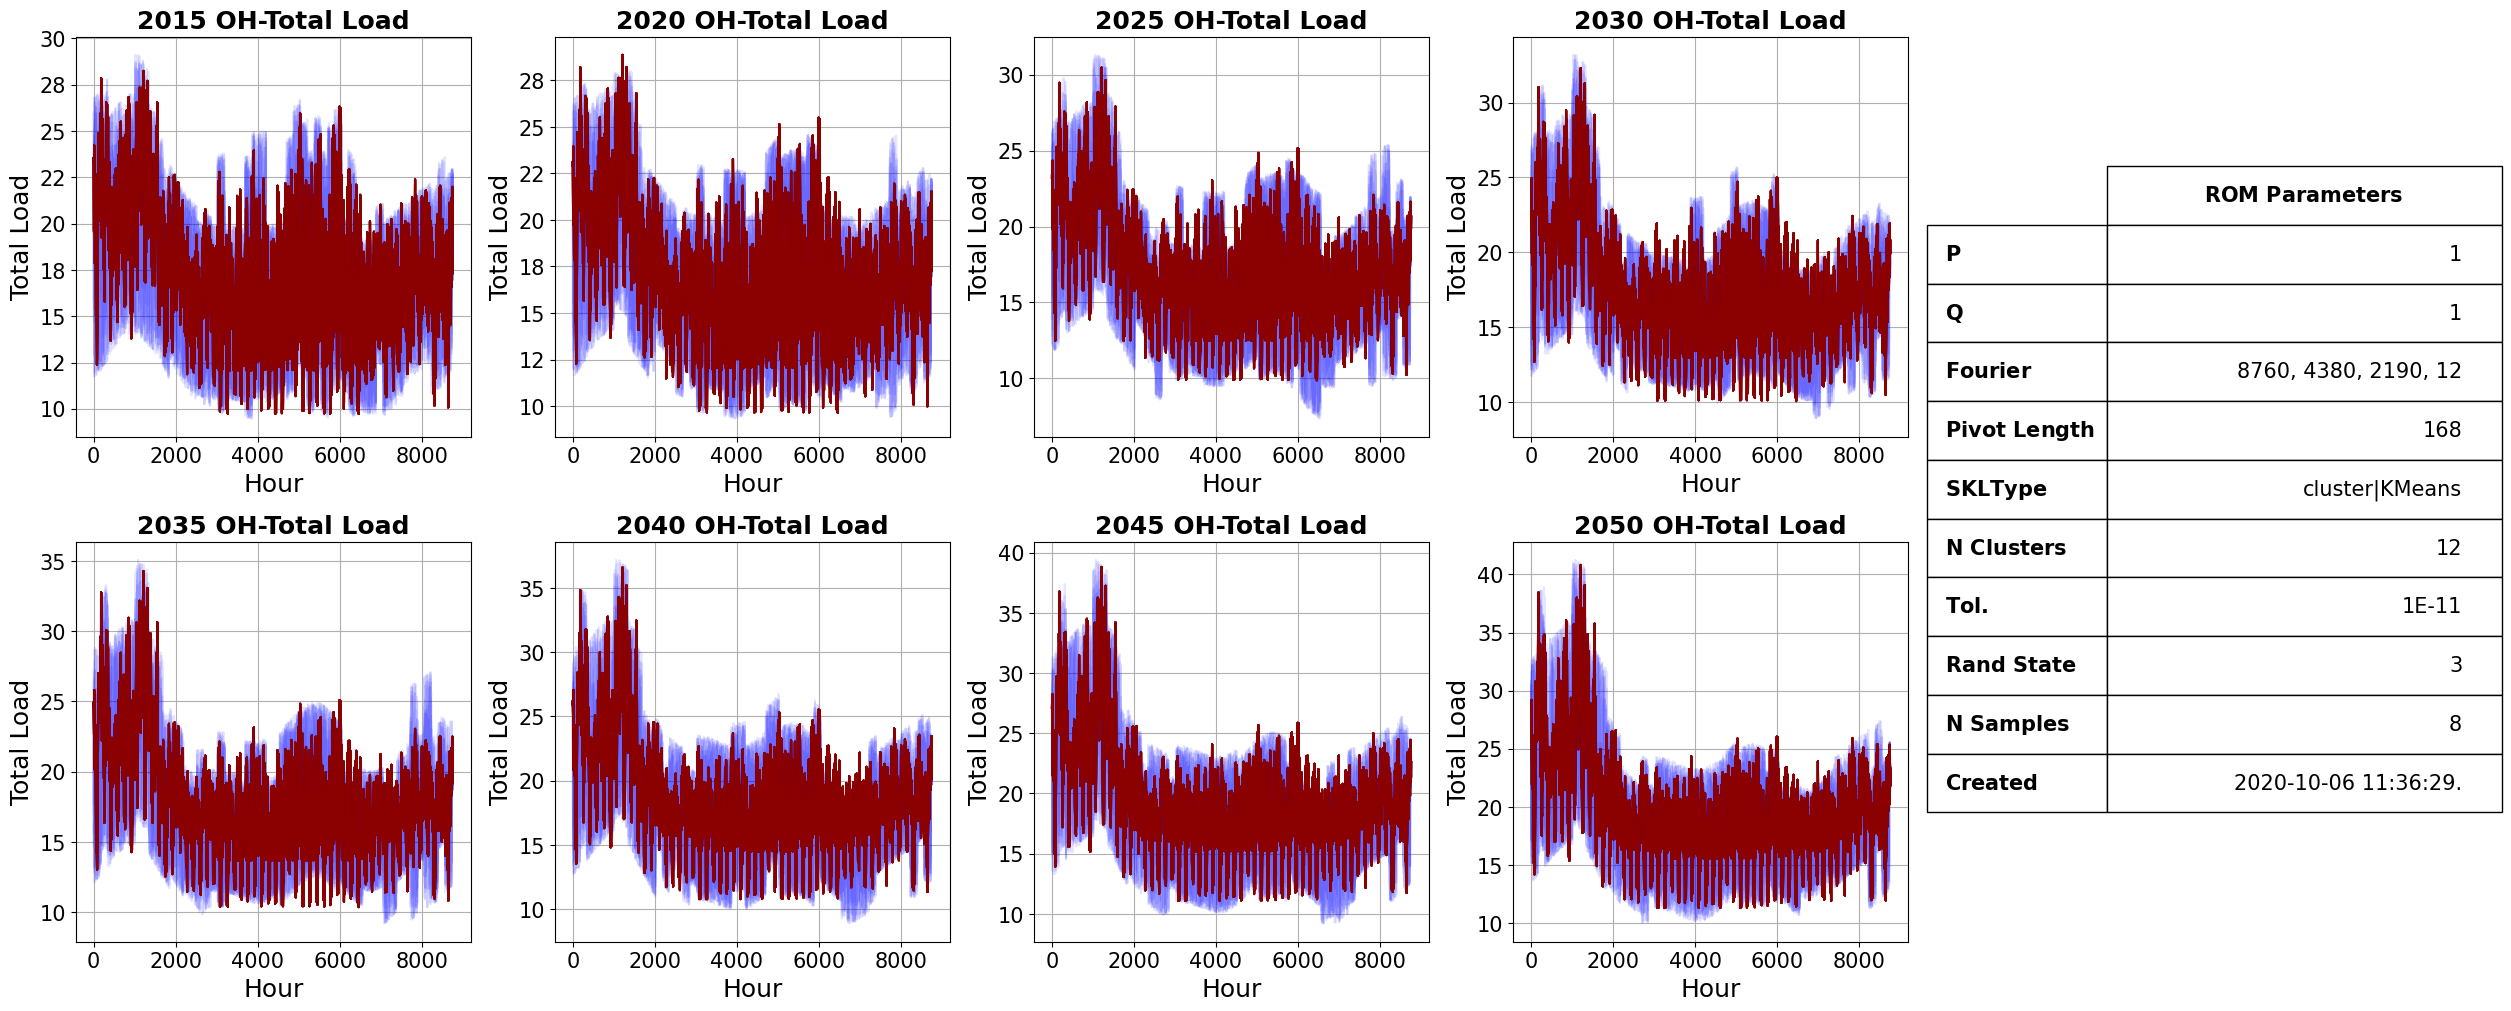 2015 OH-Total Load
30
28
25
22
20
18
15
12
10
Total Load
0 2000 4000 6000 8000
Hour
2020 OH-Total Load
28
25
22
20
18
15
12
10
Total Load
0 2000 4000 6000 8000
Hour
2025 OH-Total Load
30
25
20
15
10
Total Load
0 2000 4000 6000 8000
Hour
2030 OH-Total Load
30
25
20
15
10
Total Load
0 2000 4000 6000 8000
Hour
2035 OH-Total Load
35
30
25
20
15
10
Total Load
0 2000 4000 6000 8000
Hour
2040 OH-Total Load
35
30
25
20
15
10
Total Load
0 2000 4000 6000 8000
Hour
2045 OH-Total Load
40
35
30
25
20
15
10
Total Load
0 2000 4000 6000 8000
Hour
2050 OH-Total Load
40
35
30
25
20
15
10
Total Load
0 2000 4000 6000 8000
Hour
ROM Parameters
P 1
Q 1
Fourier 8760, 4380, 2190, 12
Pivot Length 168
SKLType cluster|KMeans
N Clusters 12
Tol. 1E-11
Rand State 3
N Samples 8
Created 2020-10-06 11:36:29.